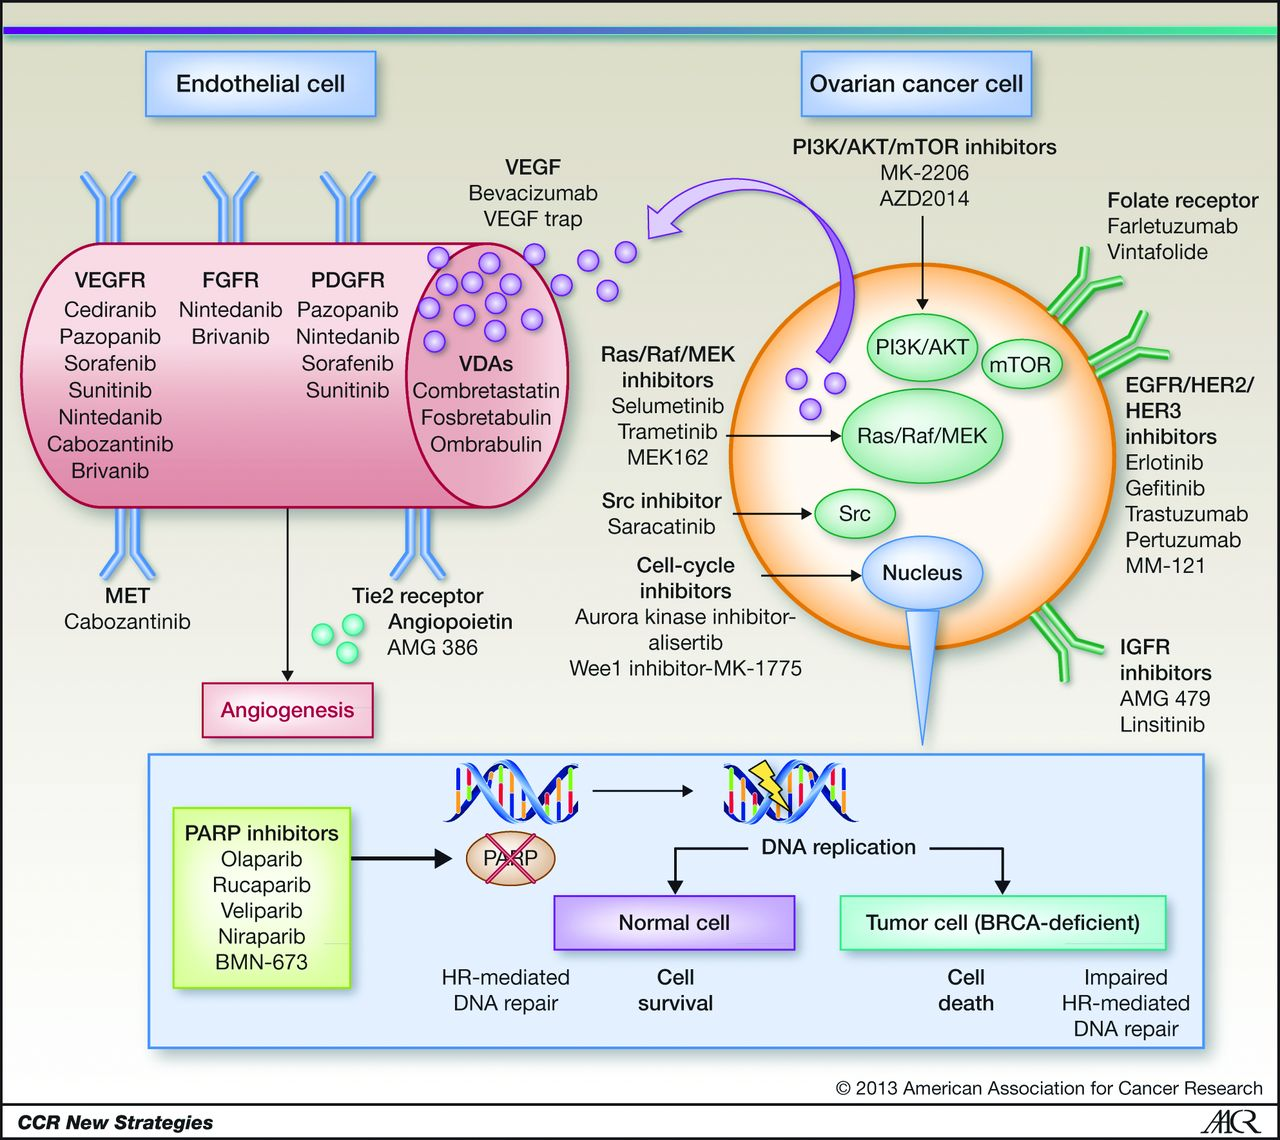 Endothelial cell
Ovarian cancer cell
VEGF
Bevacizumab
VEGF trap
PI3K/AKT/mTOR inhibitors
MK-2206
AZD2014
Folate receptor
Farletuzumab
Vintafolide
VEGFR
Cediranib
Pazopanib
Sorafenib
Sunitinib
Nintedanib
Cabozantinib
Brivanib
FGFR
Nintedanib
Brivanib
PDGFR
Pazopanib
Nintedanib
Sorafenib
Sunitinib
VDAs
Combretastatin
Fosbretabulin
Ombrabulin
Ras/Raf/MEK
inhibitors
Selumetinib
Trametinib
MEK162
Src inhibitor
Saracatinib
Cell-cycle
inhibitors
Aurora kinase inhibitor-
alisertib
Wee1 inhibitor-MK-1775
PI3K/AKT
mTOR
Ras/Raf/MEK
Src
Nucleus
EGFR/HER2/
HER3
inhibitors
Erlotinib
Gefitinib
Trastuzumab
Pertuzumab
MM-121
IGFR
inhibitors
AMG 479
Linsitinib
MET
Cabozantinib
Tie2 receptor
Angiopoietin
AMG 386
Angiogenesis
PARP inhibitors
Olaparib
Rucaparib
Veliparib
Niraparib
BMN-673
PARP
DNA replication
Normal cell
Tumor cell (BRCA-deficient)
HR-mediated
DNA repair
Cell
survival
Cell
death
Impaired
HR-mediated
DNA repair
© 2013 American Association for Cancer Research
CCR New Strategies
AACR